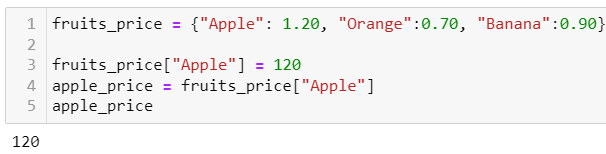 1 fruits_price = {"Apple": 1.20, "Orange":0.70, "Banana":0.90}
2
3 fruits_price["Apple"] = 120
4 apple_price = fruits_price["Apple"]
5 apple_price
120